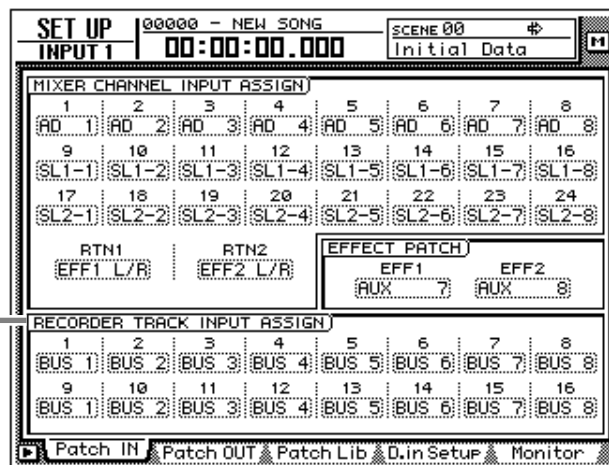 SET UP 00000 - NEW SONG SCENE 00
INPUT 1 00:00:00.000 Initial Data M
MIXER CHANNEL INPUT ASSIGN
1 2 3 4 5 6 7 8
AD 1 AD 2 AD 3 AD 4 AD 5 AD 6 AD 7 AD 8
9 10 11 12 13 14 15 16
SL1-1 SL1-2 SL1-3 SL1-4 SL1-5 SL1-6 SL1-7 SL1-8
17 18 19 20 21 22 23 24
SL2-1 SL2-2 SL2-3 SL2-4 SL2-5 SL2-6 SL2-7 SL2-8
RTN1 RTN2
EFF1 L/R EFF2 L/R
EFFECT PATCH
EFF1 EFF2
AUX 7 AUX 8
RECORDER TRACK INPUT ASSIGN
1 2 3 4 5 6 7 8
BUS 1 BUS 2 BUS 3 BUS 4 BUS 5 BUS 6 BUS 7 BUS 8
9 10 11 12 13 14 15 16
BUS 1 BUS 2 BUS 3 BUS 4 BUS 5 BUS 6 BUS 7 BUS 8
Patch IN Patch OUT Patch Lib D.in Setup Monitor